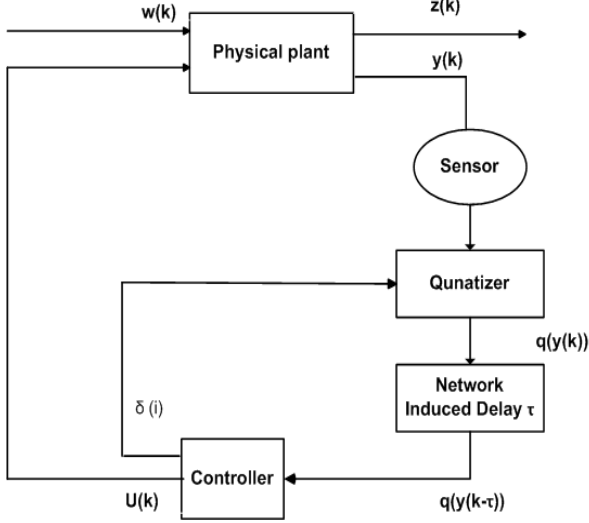 w(k)
z(k)
Physical plant
y(k)
Sensor
Qunatizer
q(y(k))
Network
Induced Delay τ
δ (i)
Controller
U(k)
q(y(k-τ))